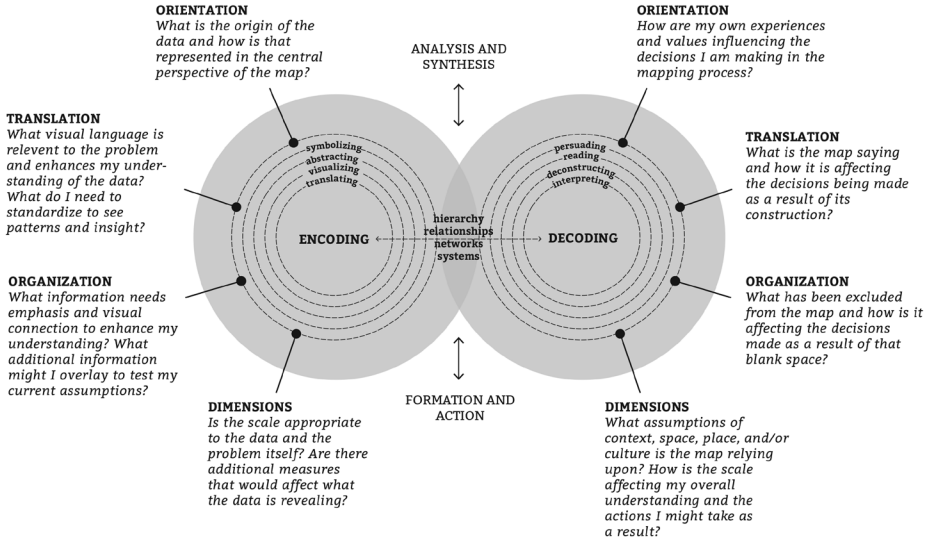 ORIENTATION
What is the origin of the
data and how is that
represented in the central
perspective of the map?
TRANSLATION
What visual language is
relevent to the problem
and enhances my under-
standing of the data?
What do I need to
standardize to see
patterns and insight?
ORGANIZATION
What information needs
emphasis and visual
connection to enhance my
understanding? What
additional information
might I overlay to test my
current assumptions?
DIMENSIONS
Is the scale appropriate
to the data and the
problem itself? Are there
additional measures
that would affect what
the data is revealing?
ANALYSIS AND
SYNTHESIS
symbolizing
abstracting
visualizing
translating
ENCODING
hierarchy
relationships
networks
systems
persuading
reading
deconstructing
interpreting
DECODING
FORMATION AND
ACTION
ORIENTATION
How are my own experiences
and values influencing the
decisions I am making in the
mapping process?
TRANSLATION
What is the map saying
and how it is affecting
the decisions being made
as a result of its
construction?
ORGANIZATION
What has been excluded
from the map and how is it
affecting the decisions
made as a result of that
blank space?
DIMENSIONS
What assumptions of
context, space, place, and/or
culture is the map relying
upon? How is the scale
affecting my overall
understanding and the
actions I might take as
a result?